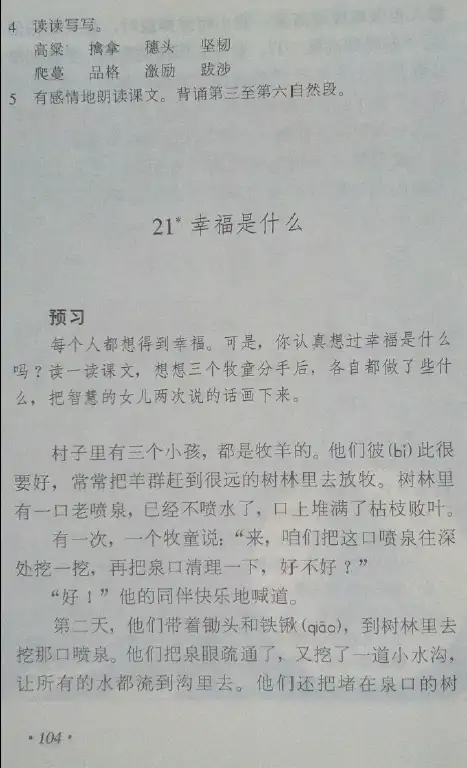 4 读读写写。
高粱 擒拿 穗头 坚韧
爬蔓 品格 激励 跋涉
5 有感情地朗读课文。背诵第三至第六自然段。
21* 幸福是什么
预习
每个人都想得到幸福。可是，你认真想过幸福是什么
吗？读一读课文，想想三个牧童分手后，各自都做了些什
么，把智慧的女儿两次说的话画下来。
村子里有三个小孩，都是牧羊的。他们彼(bǐ)此很
要好，常常把羊群赶到很远的树林里去放牧。树林里
有一口老喷泉，已经不喷水了，口上堆满了枯枝败叶。
有一次，一个牧童说：“来，咱们把这口喷泉往深
处挖一挖，再把泉口清理一下，好不好？”
“好！”他的同伴快乐地喊道。
第二天，他们带着锄头和铁锹(qiāo)，到树林里去
挖那口喷泉。他们把泉眼疏通了，又挖了一道小水沟，
让所有的水都流到沟里去。他们还把堵在泉口的树
·104·